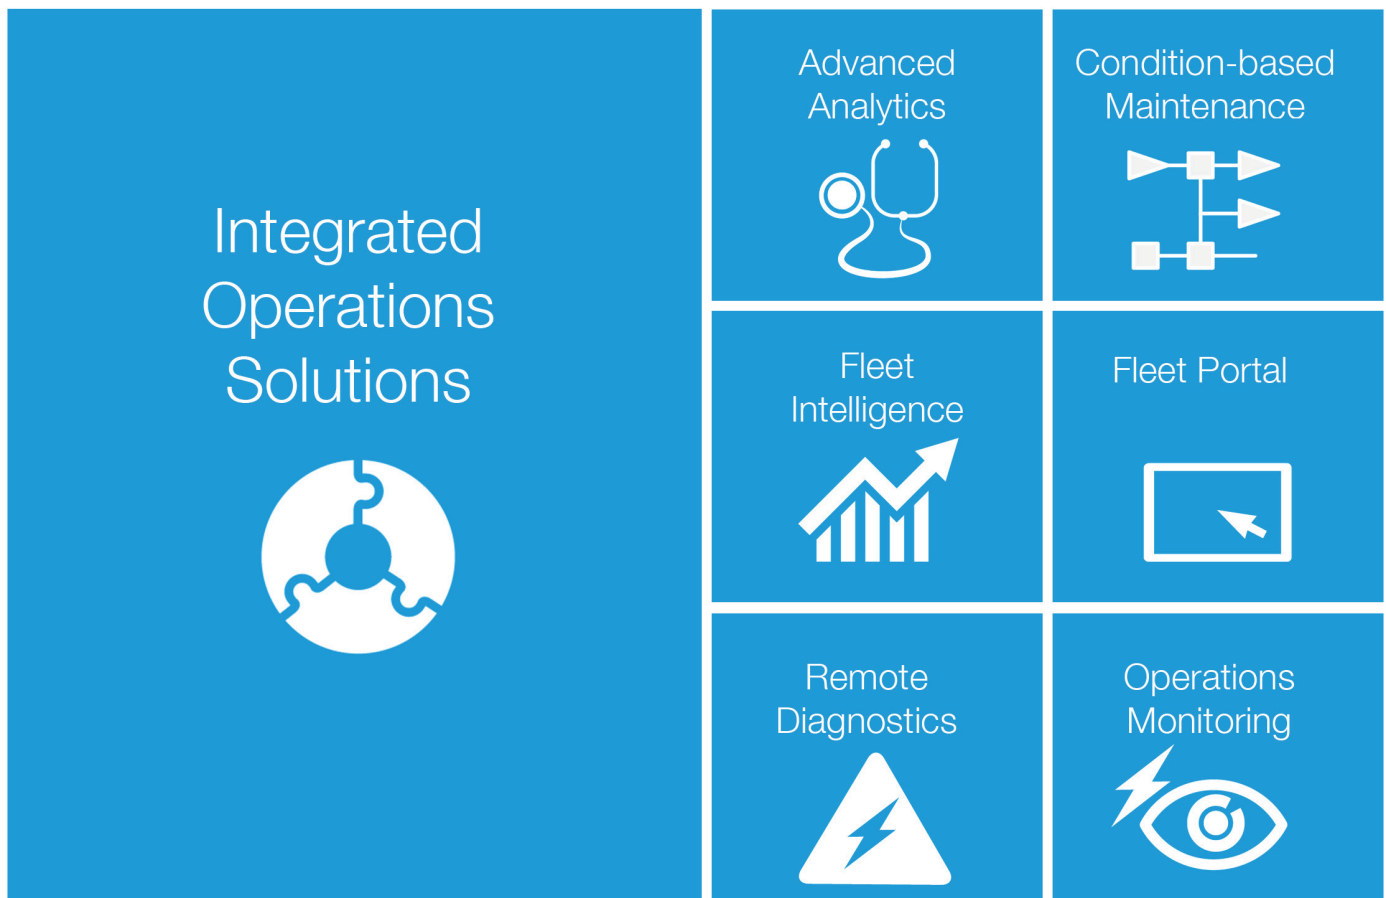 Integrated
Operations
Solutions
Advanced
Analytics
Condition-based
Maintenance
Fleet
Intelligence
Fleet Portal
Remote
Diagnostics
Operations
Monitoring